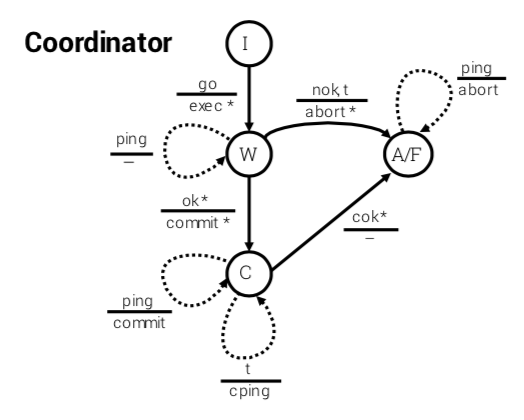 Coordinator
I
go
exec *
nok, t
abort *
ping
abort
ping
–
W
A/F
ok*
commit *
cok*
–
C
ping
commit
t
cping